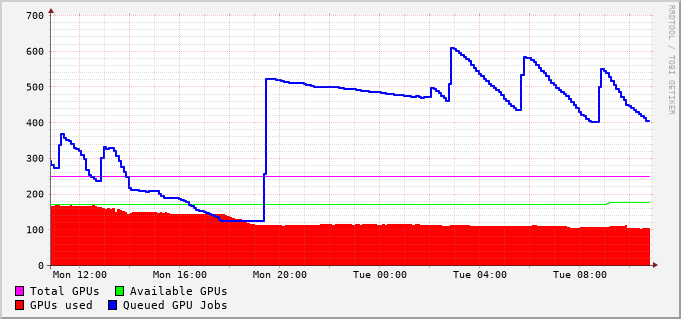 700
600
500
400
300
200
100
0
Mon 12:00 Mon 16:00 Mon 20:00 Tue 00:00 Tue 04:00 Tue 08:00
Total GPUs Available GPUs
GPUs used Queued GPU Jobs
RRDTOOL / TOBI OETIKER